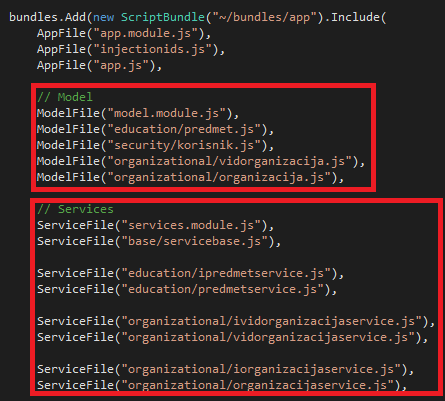 bundles.Add(new ScriptBundle("~/bundles/app").Include(
AppFile("app.module.js"),
AppFile("injectionids.js"),
AppFile("app.js"),
// Model
ModelFile("model.module.js"),
ModelFile("education/predmet.js"),
ModelFile("security/korisnik.js"),
ModelFile("organizational/vidorganizacija.js"),
ModelFile("organizational/organizacija.js"),
// Services
ServiceFile("services.module.js"),
ServiceFile("base/servicebase.js"),
ServiceFile("education/ipredmetservice.js"),
ServiceFile("education/predmetservice.js"),
ServiceFile("organizational/ividorganizacijaservice.js"),
ServiceFile("organizational/vidorganizacijaservice.js"),
ServiceFile("organizational/iorganizacijaservice.js"),
ServiceFile("organizational/organizacijaservice.js"),